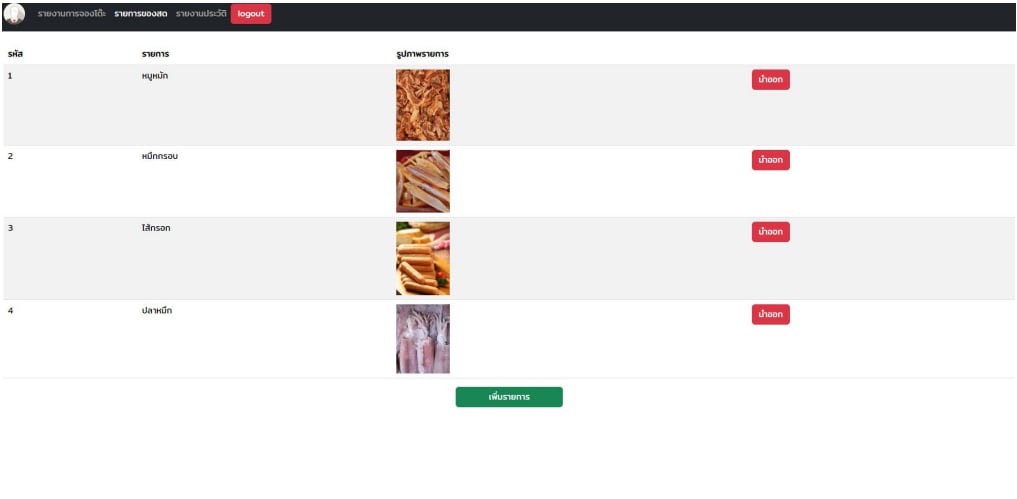 รายงานการจองโต๊ะ รายการของสด รายงานประวัติ logout
รหัส รายการ รูปภาพรายการ
1 หมูหมัก นำออก
2 หมึกกรอบ นำออก
3 ไส้กรอก นำออก
4 ปลาหมึก นำออก
เพิ่มรายการ